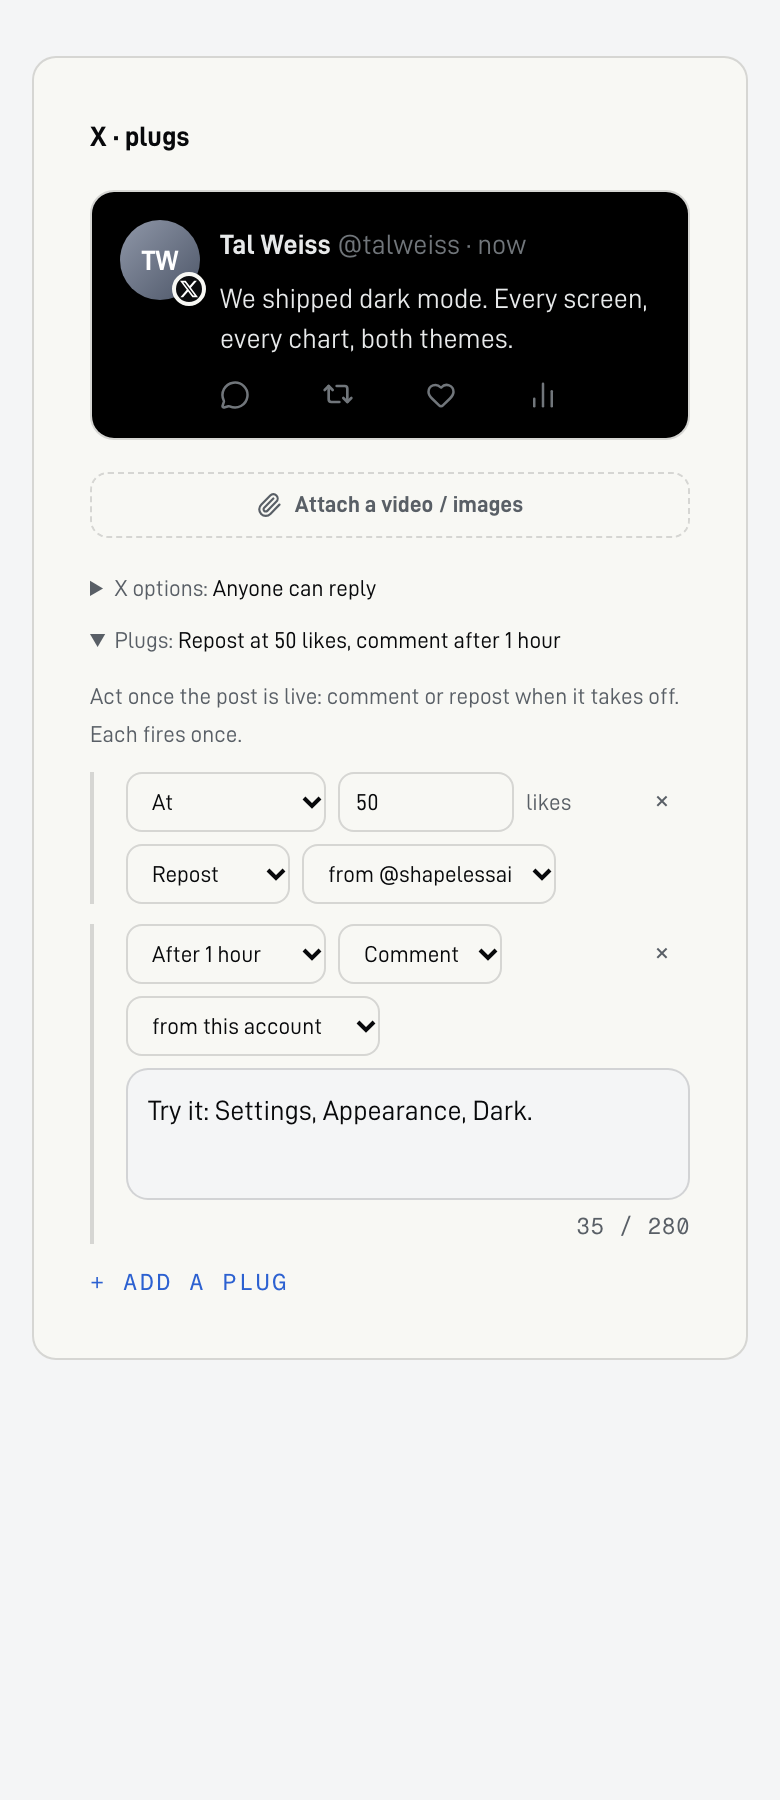 X · plugs
TW
Tal Weiss @talweiss · now
We shipped dark mode. Every screen,
every chart, both themes.
Attach a video / images
X options: Anyone can reply
Plugs: Repost at 50 likes, comment after 1 hour
Act once the post is live: comment or repost when it takes off.
Each fires once.
At 50 likes ×
Repost from @shapelessai
After 1 hour Comment ×
from this account
Try it: Settings, Appearance, Dark.
35 / 280
+ ADD A PLUG